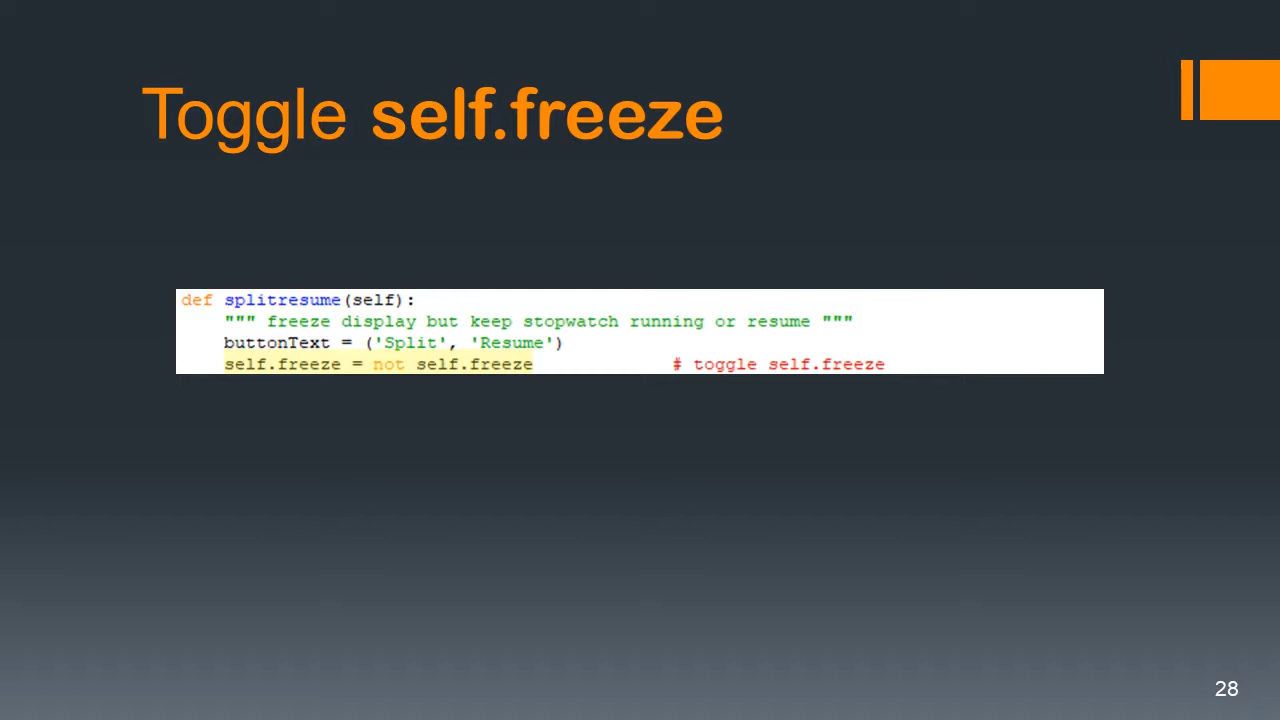 Toggle self.freeze
def splitresume(self):
    """ freeze display but keep stopwatch running or resume """
    buttonText = ('Split', 'Resume')
    self.freeze = not self.freeze             # toggle self.freeze
28